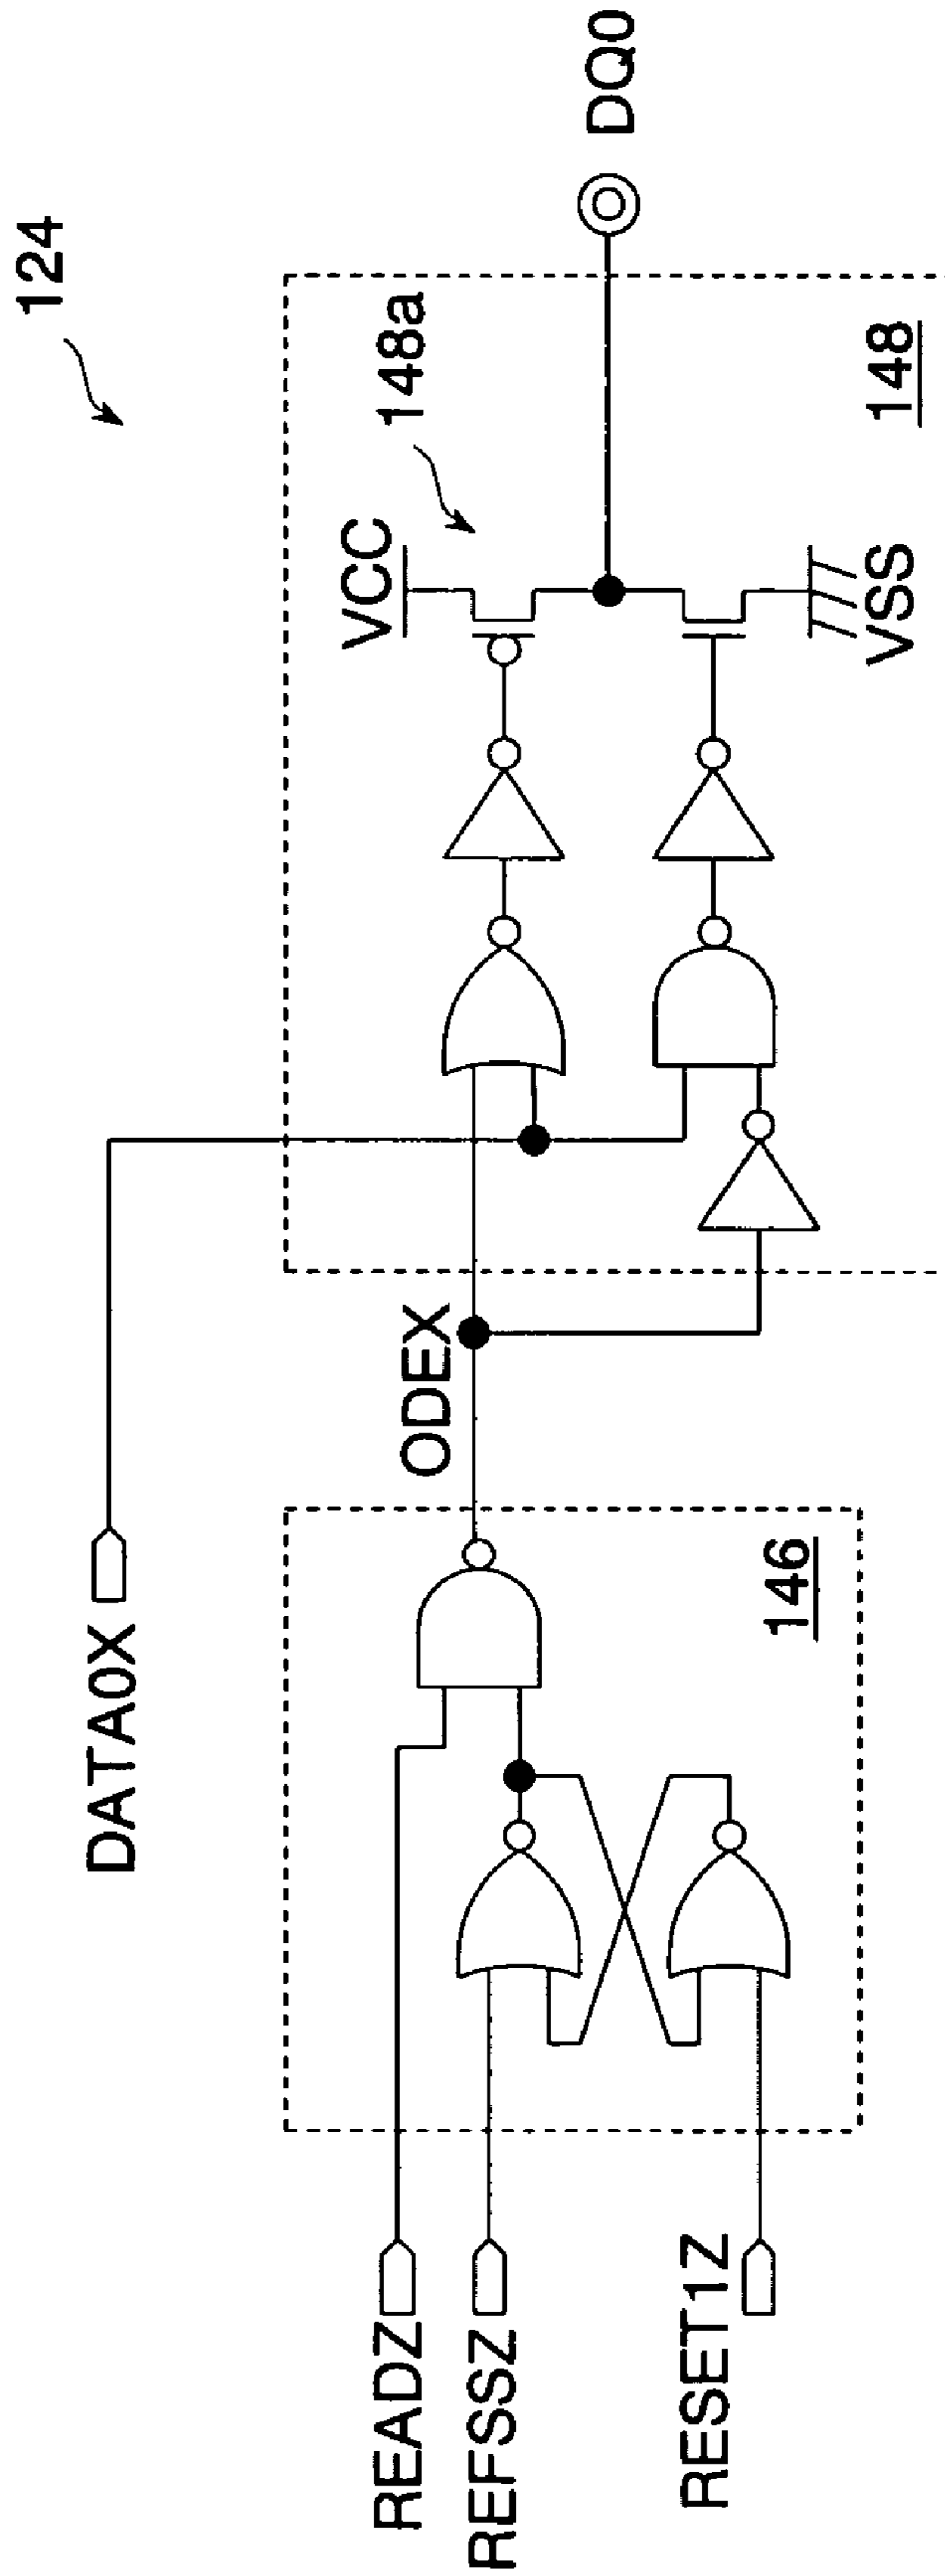 124
DATA0X
ODEX
VCC
148a
DQ0
READZ
REFSSZ
RESET1Z
146
VSS
148